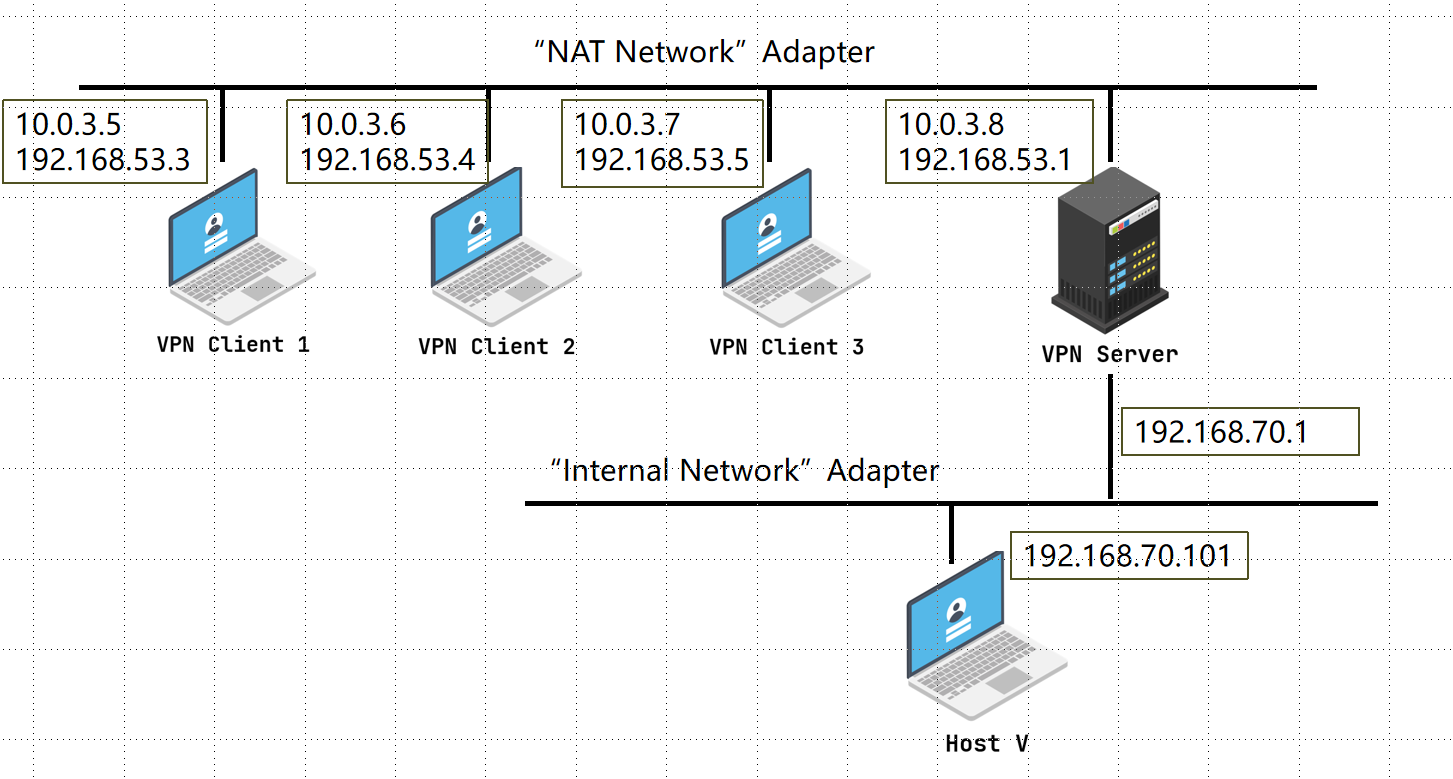 “NAT Network” Adapter
10.0.3.5
192.168.53.3
10.0.3.6
192.168.53.4
10.0.3.7
192.168.53.5
10.0.3.8
192.168.53.1
VPN Client 1
VPN Client 2
VPN Client 3
VPN Server
192.168.70.1
“Internal Network” Adapter
192.168.70.101
Host V